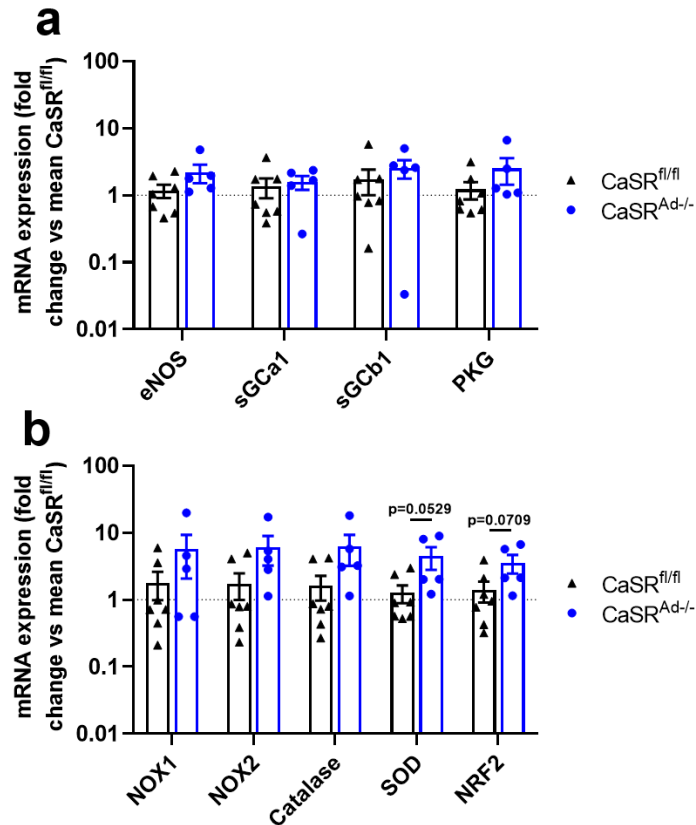 a
mRNA expression (fold
change vs mean CaSRfl/fl)
100
10
1
0.1
0.01
eNOS
sGCa1
sGCb1
PKG
CaSRfl/fl
CaSRAd-/-
b
mRNA expression (fold
change vs mean CaSRfl/fl)
100
10
1
0.1
0.01
p=0.0529
p=0.0709
NOX1
NOX2
Catalase
SOD
NRF2
CaSRfl/fl
CaSRAd-/-